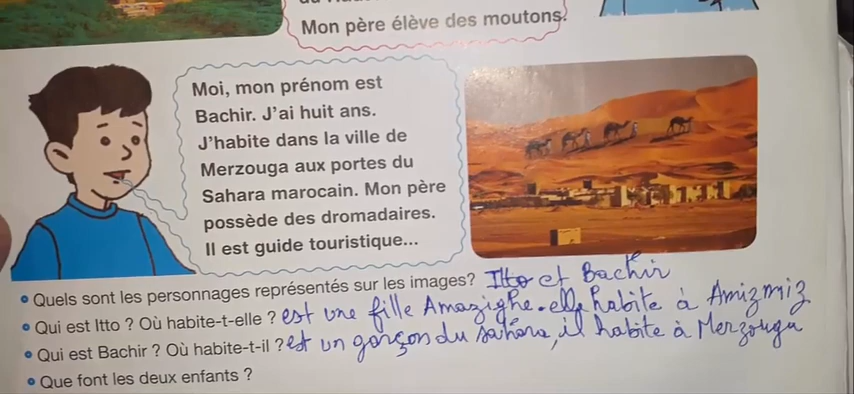 Mon père élève des moutons.
Moi, mon prénom est
Bachir. J'ai huit ans.
J'habite dans la ville de
Merzouga aux portes du
Sahara marocain. Mon père
possède des dromadaires.
Il est guide touristique...
• Quels sont les personnages représentés sur les images? Itto et Bachir
• Qui est Itto ? Où habite-t-elle ? est une fille Amazighe. elle habite à Amizmiz
• Qui est Bachir ? Où habite-t-il ? est un garçon du sahara, il habite à Merzouga
• Que font les deux enfants ?